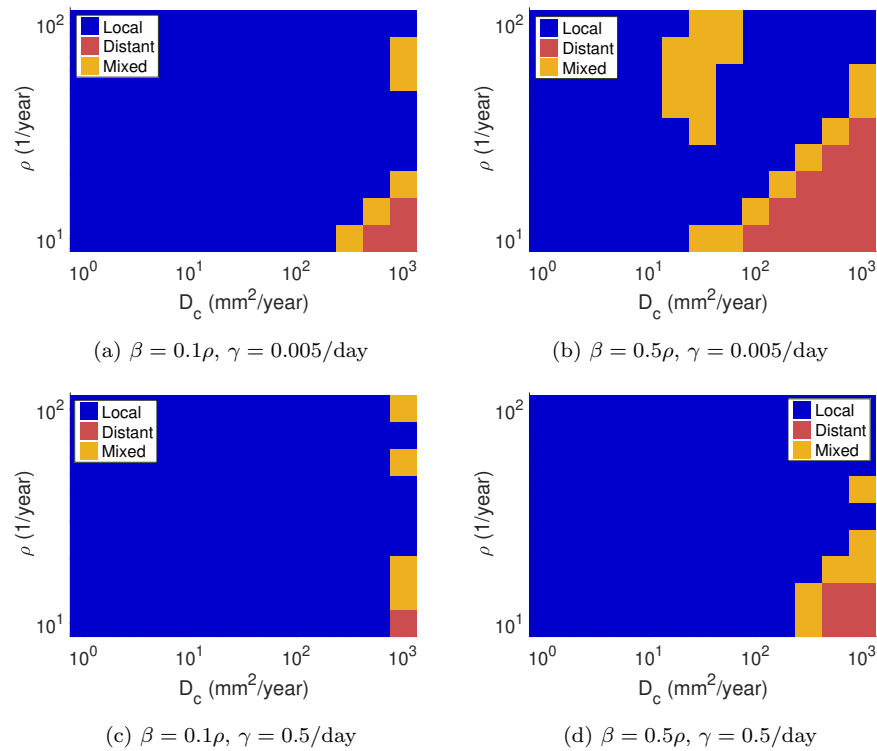 10^2
Local
Distant
Mixed
ρ (1/year)
10^1
10^0 10^1 10^2 10^3
D_c (mm^2/year)
(a) β = 0.1ρ, γ = 0.005/day
10^2
Local
Distant
Mixed
ρ (1/year)
10^1
10^0 10^1 10^2 10^3
D_c (mm^2/year)
(b) β = 0.5ρ, γ = 0.005/day
10^2
Local
Distant
Mixed
ρ (1/year)
10^1
10^0 10^1 10^2 10^3
D_c (mm^2/year)
(c) β = 0.1ρ, γ = 0.5/day
10^2
Local
Distant
Mixed
ρ (1/year)
10^1
10^0 10^1 10^2 10^3
D_c (mm^2/year)
(d) β = 0.5ρ, γ = 0.5/day